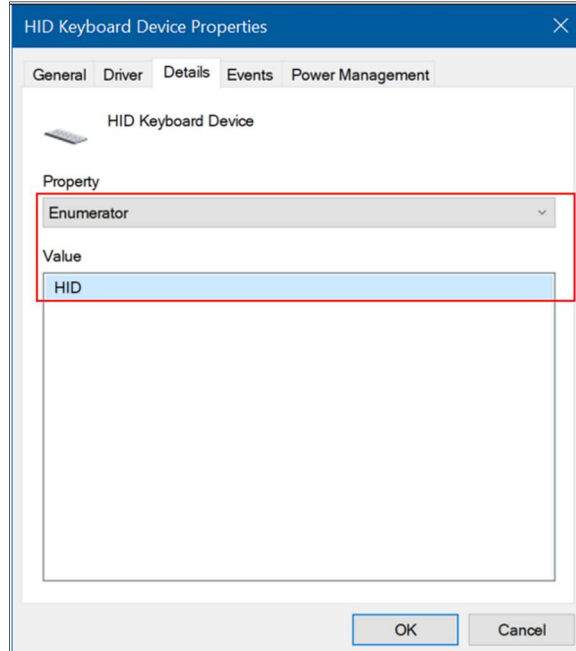 HID Keyboard Device Properties
General Driver Details Events Power Management
HID Keyboard Device
Property
Enumerator
Value
HID
OK Cancel